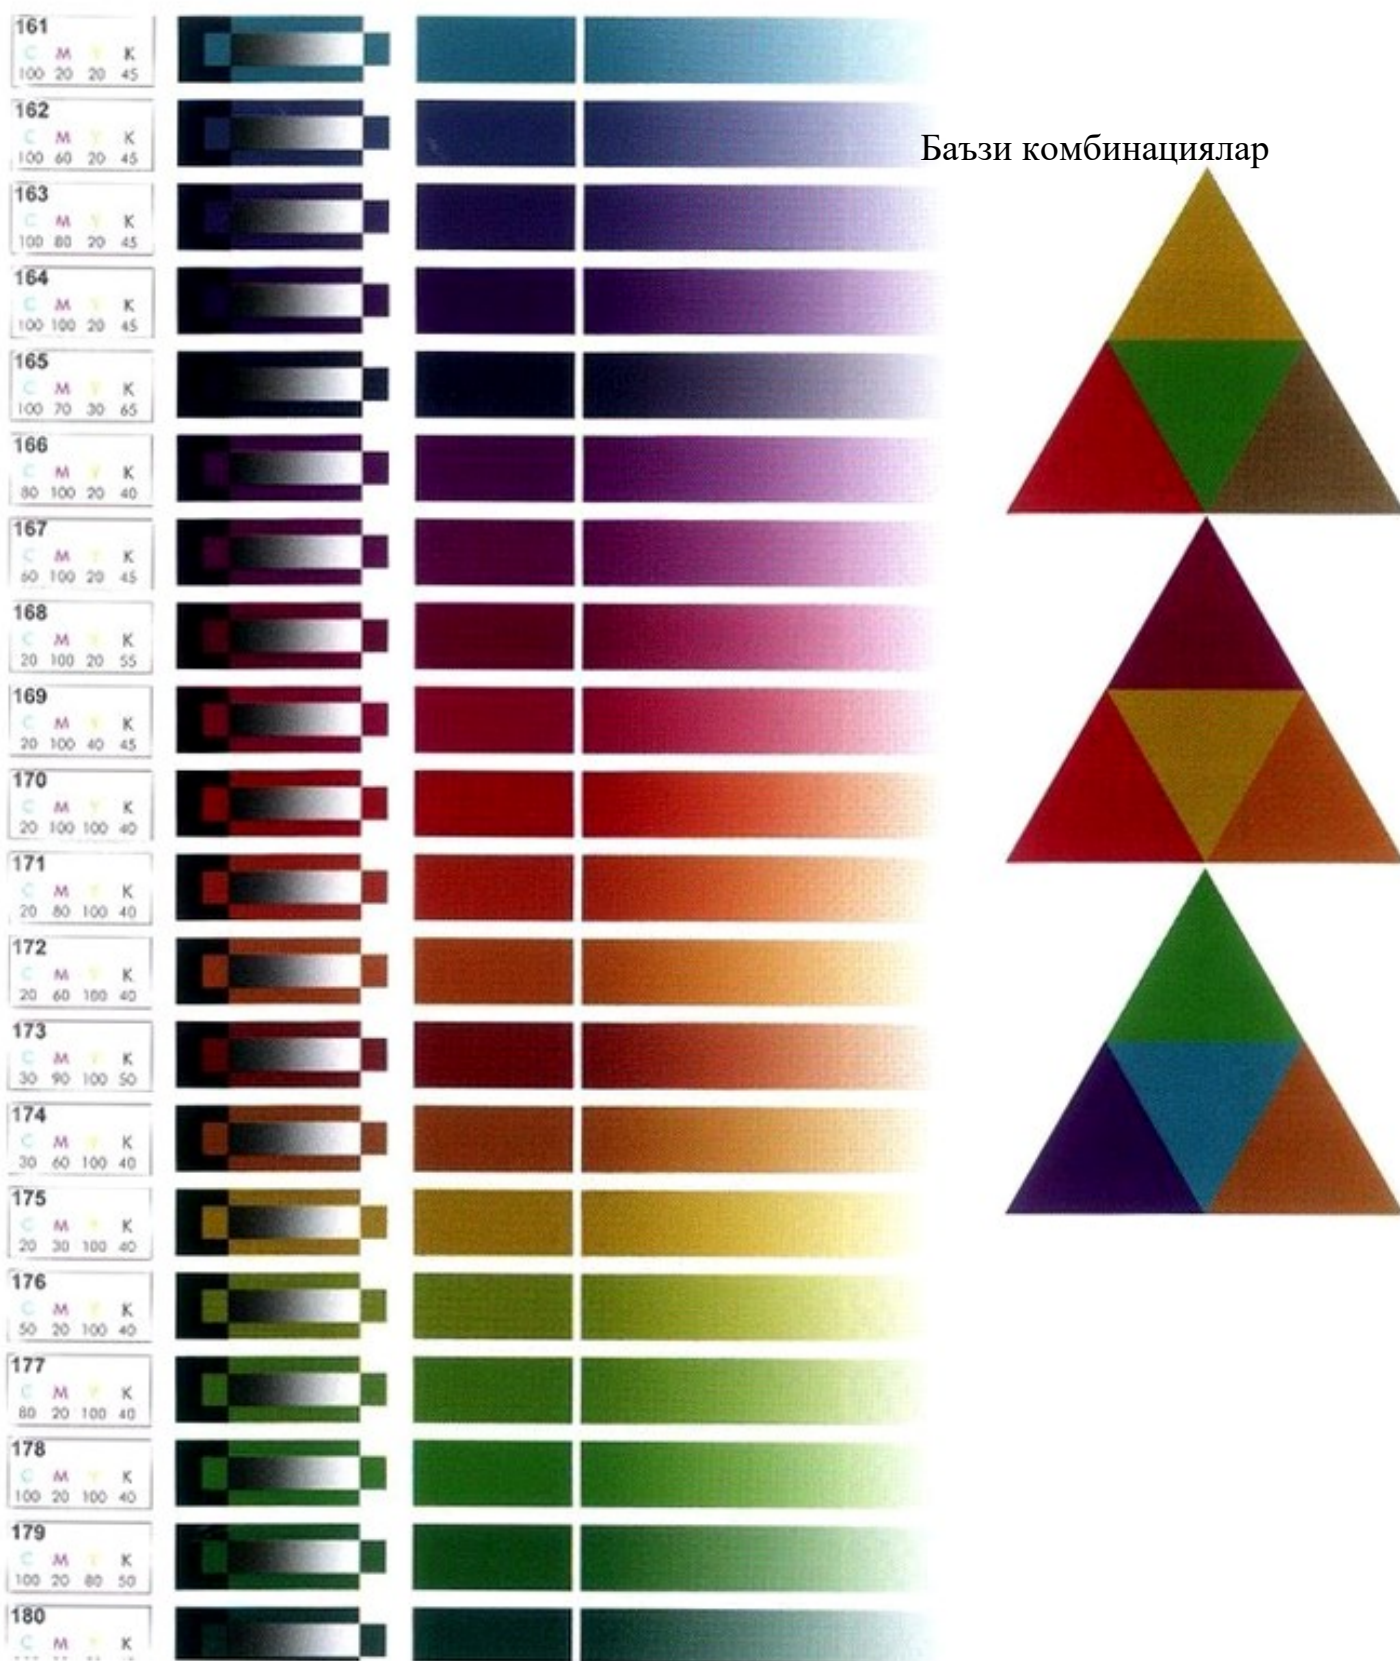 161
C M Y K
100 20 20 45
162
C M Y K
100 60 20 45
Баъзи комбинациялар
163
C M Y K
100 80 20 45
164
C M Y K
100 100 20 45
165
C M Y K
100 70 30 65
166
C M Y K
80 100 20 40
167
C M Y K
60 100 20 45
168
C M Y K
20 100 20 55
169
C M Y K
20 100 40 45
170
C M Y K
20 100 100 40
171
C M Y K
20 80 100 40
172
C M Y K
20 60 100 40
173
C M Y K
30 90 100 50
174
C M Y K
30 60 100 40
175
C M Y K
20 30 100 40
176
C M Y K
50 20 100 40
177
C M Y K
80 20 100 40
178
C M Y K
100 20 100 40
179
C M Y K
100 20 80 50
180
C M Y K